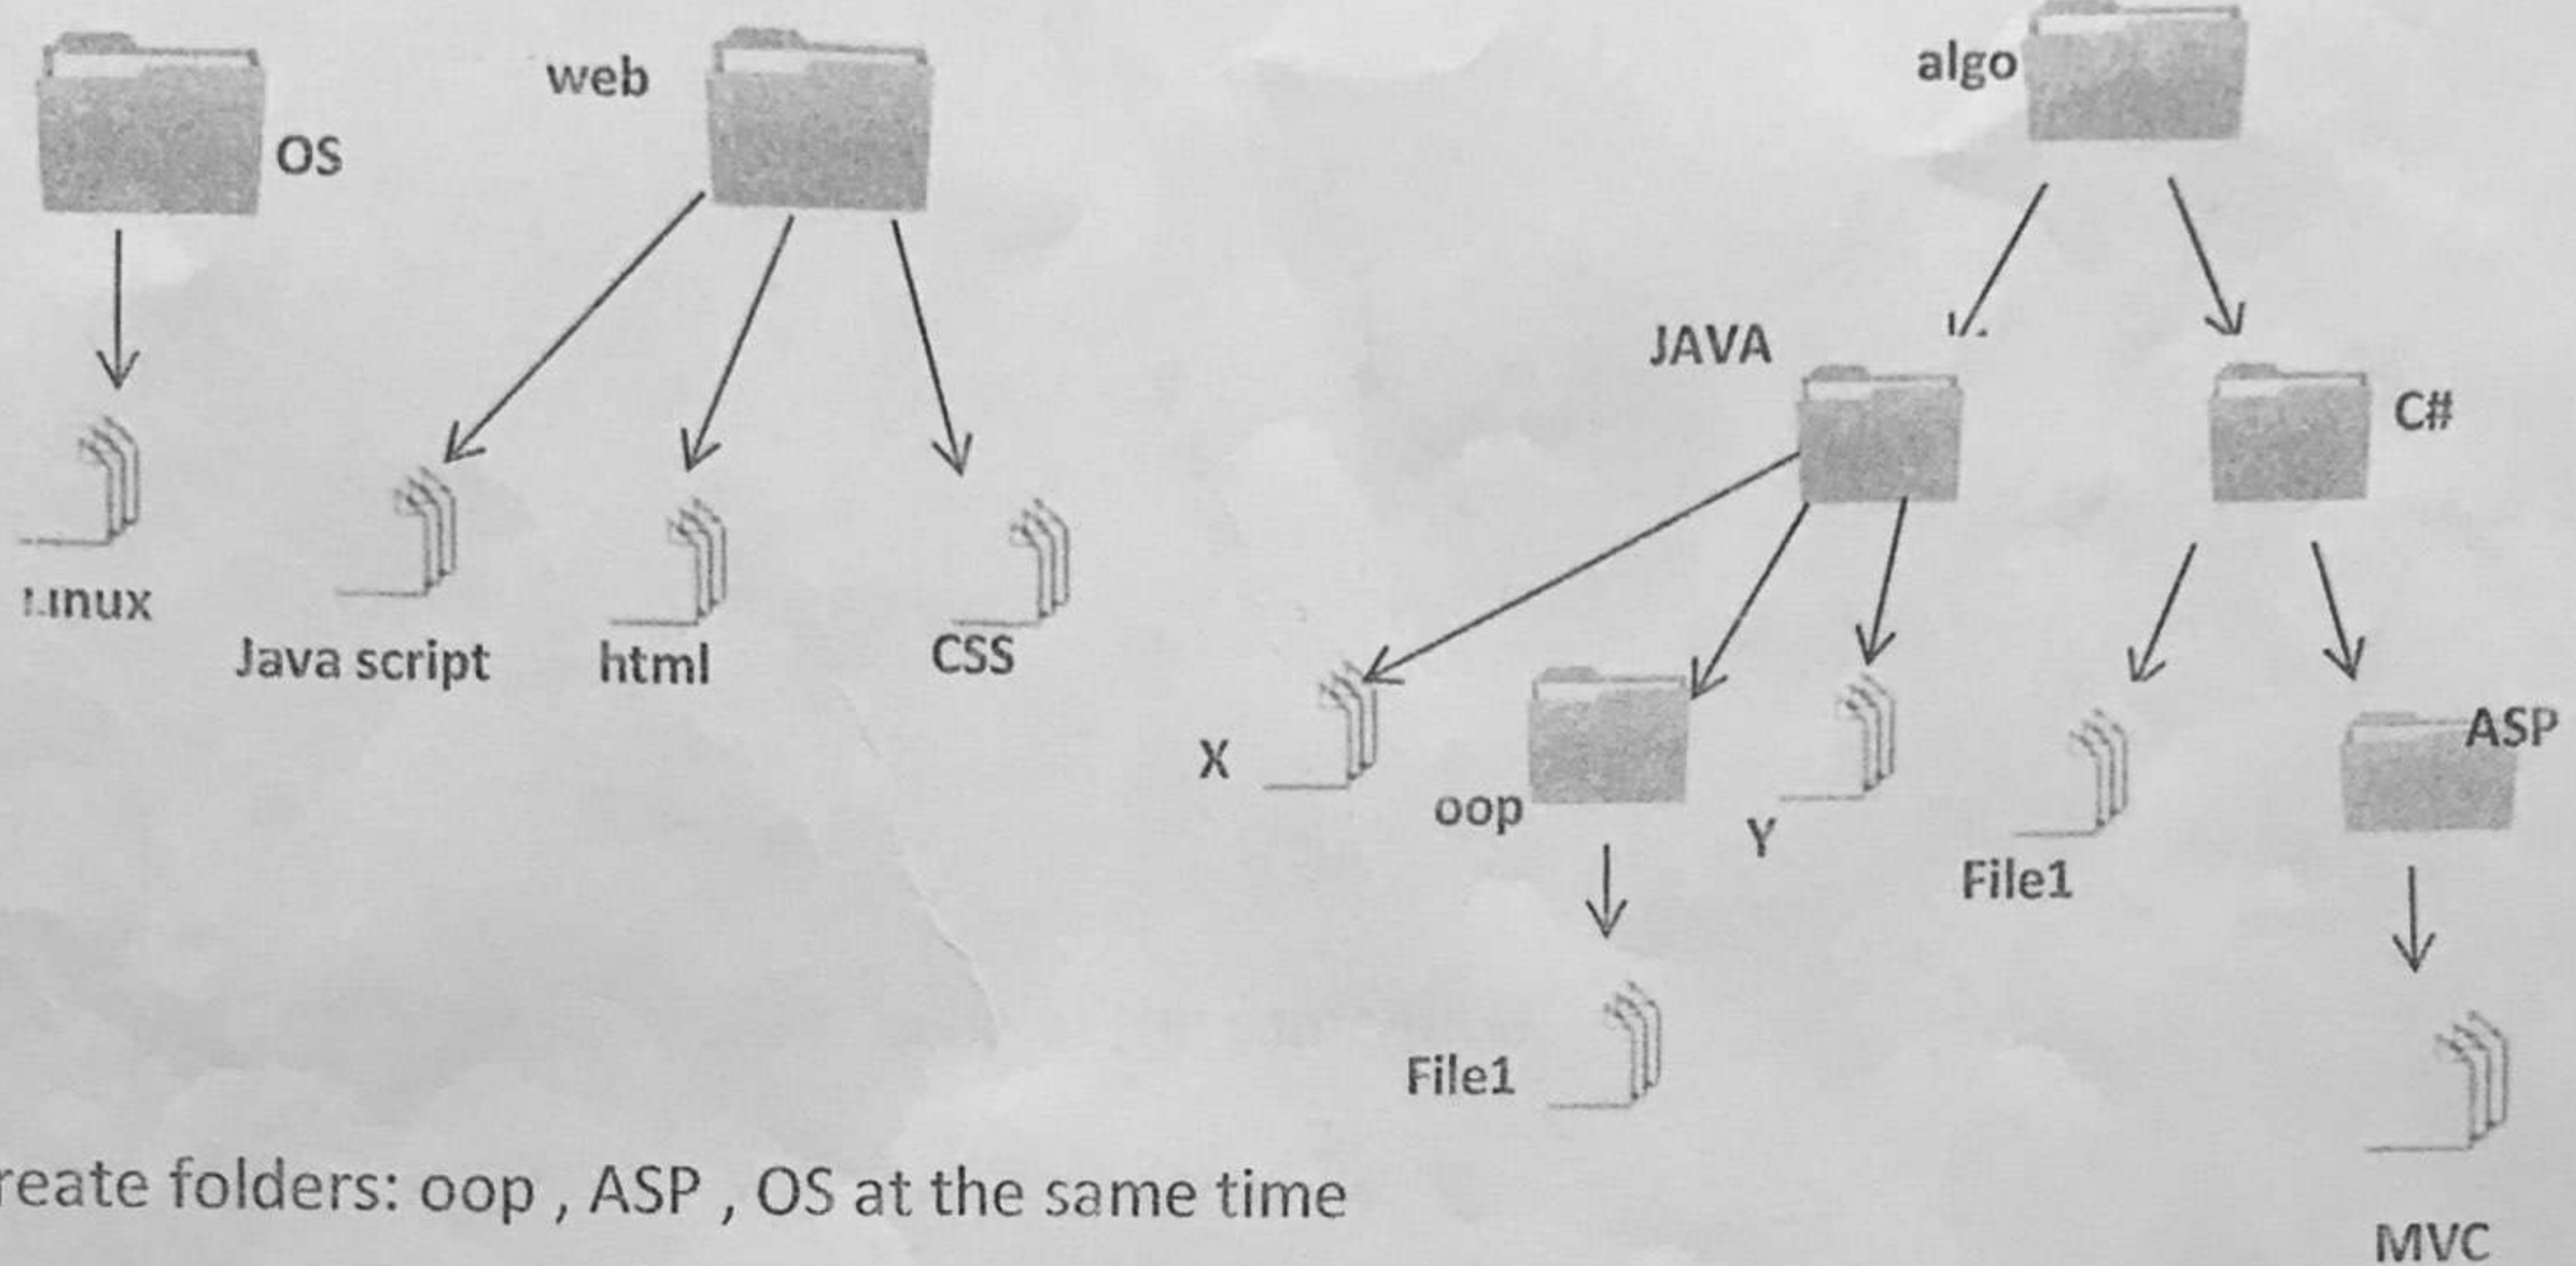 web
algo
OS
JAVA
C#
Linux
Java script
html
CSS
X
oop
Y
File1
ASP
File1
reate folders: oop , ASP , OS at the same time
MVC